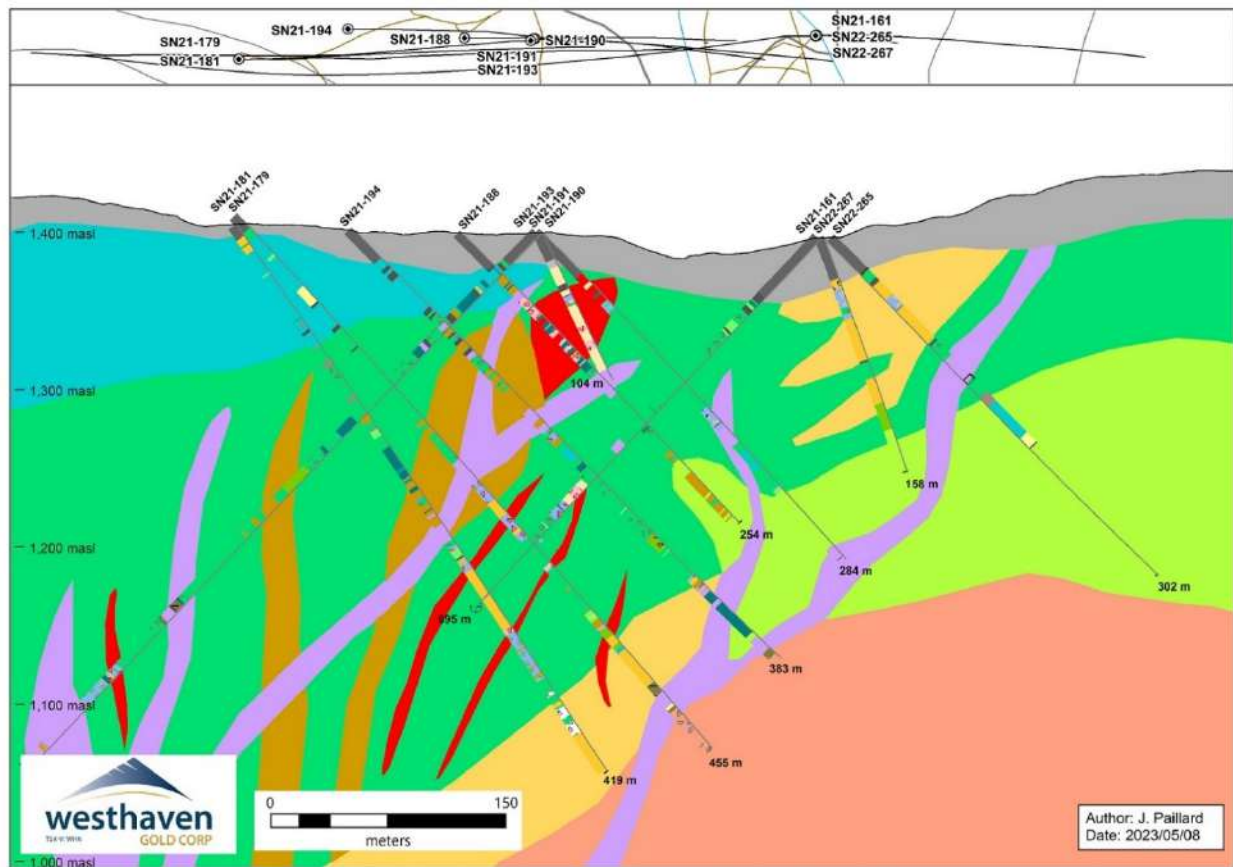 SN21-161
SN21-194
SN22-265
SN21-179
SN21-188
SN21-190
SN22-267
SN21-181
SN21-191
SN21-193
SN21-181
SN21-179
SN21-194
SN21-188
SN21-193
SN21-191
SN21-190
SN21-161
SN22-267
SN22-265
1,400 masl
1,300 masl
104 m
158 m
1,200 masl
254 m
284 m
302 m
395 m
383 m
1,100 masl
455 m
419 m
1,000 masl
westhaven
GOLD CORP
0
150
meters
Author: J. Paillard
Date: 2023/05/08